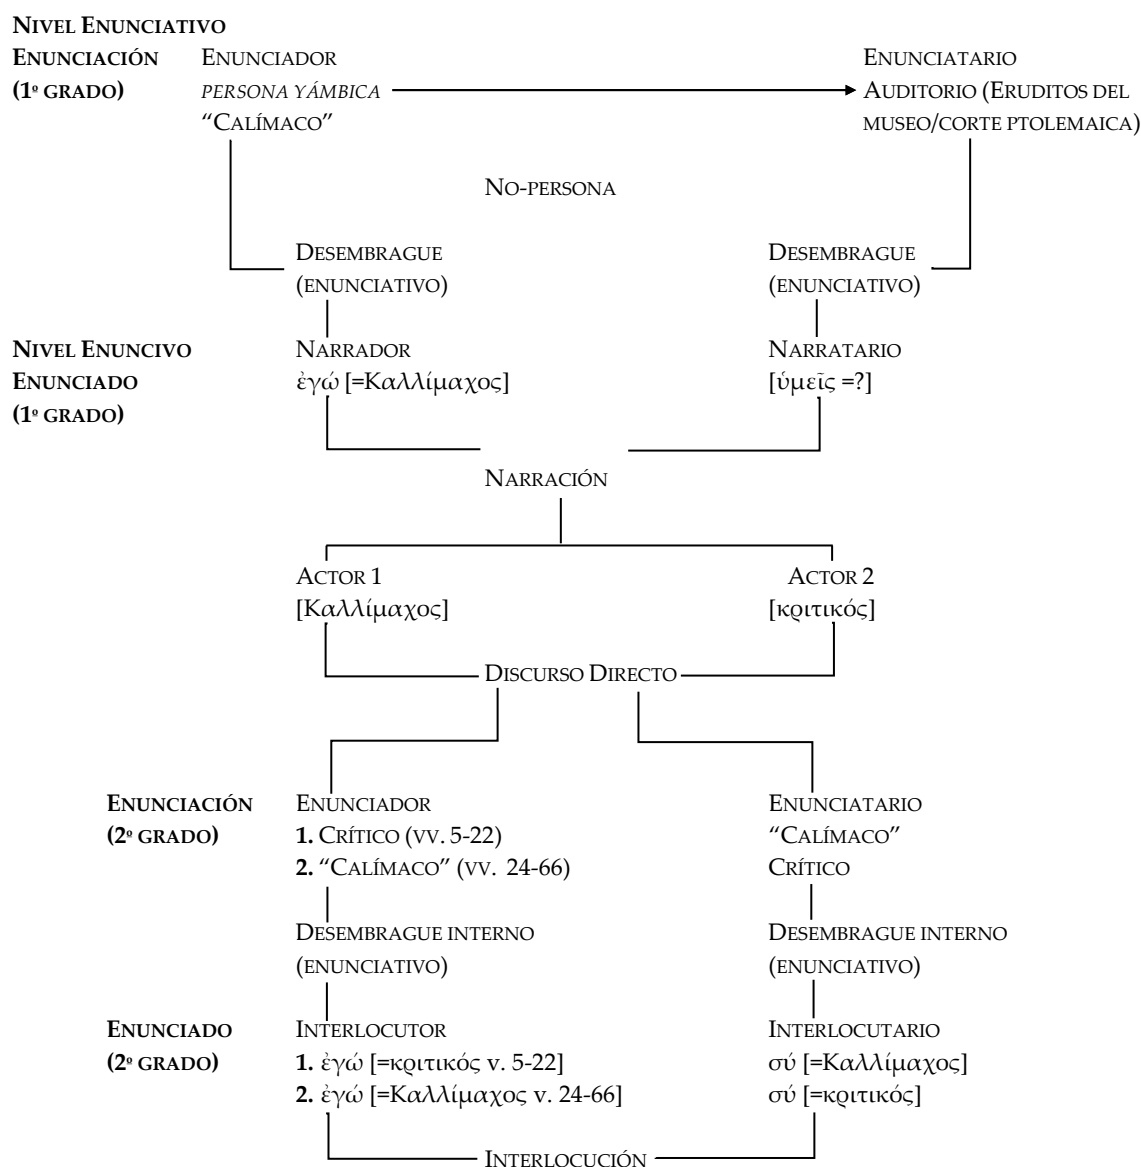 NIVEL ENUNCIATIVO
ENUNCIACIÓN ENUNCIADOR ENUNCIATARIO
(1º GRADO) PERSONA YÁMBICA AUDITORIO (ERUDITOS DEL
“CALÍMACO” MUSEO/CORTE PTOLEMAICA)
NO-PERSONA
DESEMBRAGUE DESEMBRAGUE
(ENUNCIATIVO) (ENUNCIATIVO)
NIVEL ENUNCIVO NARRADOR NARRATARIO
ENUNCIADO ἐγώ [=Καλλίμαχος] [ὑμεῖς =?]
(1º GRADO)
NARRACIÓN
ACTOR 1 ACTOR 2
[Καλλίμαχος] [κριτικός]
DISCURSO DIRECTO
ENUNCIACIÓN ENUNCIADOR ENUNCIATARIO
(2º GRADO) 1. CRÍTICO (VV. 5-22) “CALÍMACO”
2. “CALÍMACO” (VV. 24-66) CRÍTICO
DESEMBRAGUE INTERNO DESEMBRAGUE INTERNO
(ENUNCIATIVO) (ENUNCIATIVO)
ENUNCIADO INTERLOCUTOR INTERLOCUTARIO
(2º GRADO) 1. ἐγώ [=κριτικός v. 5-22] σύ [=Καλλίμαχος]
2. ἐγώ [=Καλλίμαχος v. 24-66] σύ [=κριτικός]
INTERLOCUCIÓN